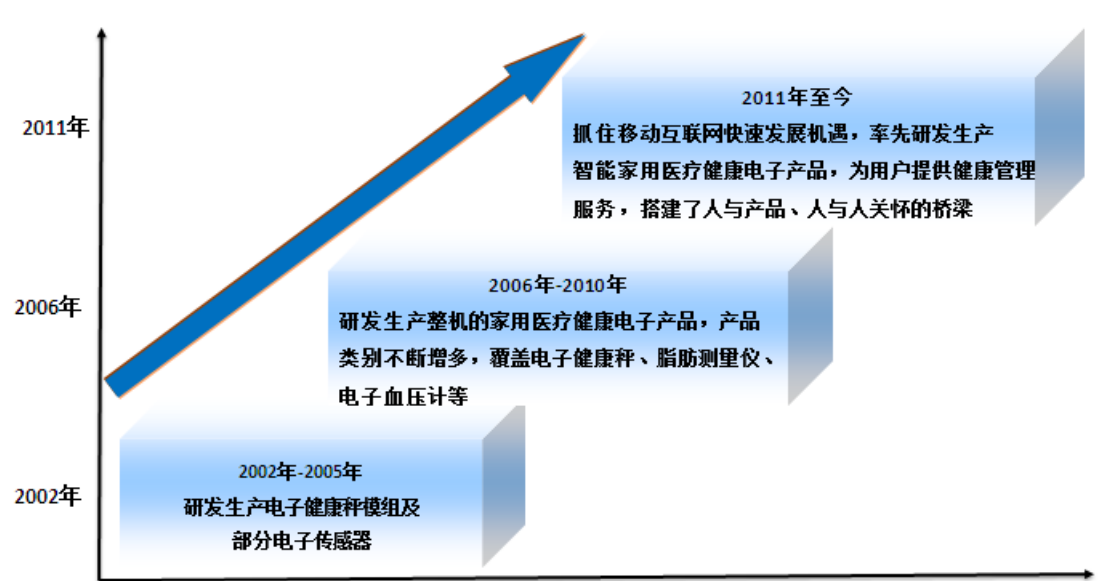 2011年
2011年至今
抓住移动互联网快速发展机遇，率先研发生产
智能家用医疗健康电子产品，为用户提供健康管理
服务，搭建了人与产品、人与人关怀的桥梁
2006年
2006年-2010年
研发生产整机的家用医疗健康电子产品，产品
类别不断增多，覆盖电子健康秤、脂肪测量仪、
电子血压计等
2002年
2002年-2005年
研发生产电子健康秤模组及
部分电子传感器